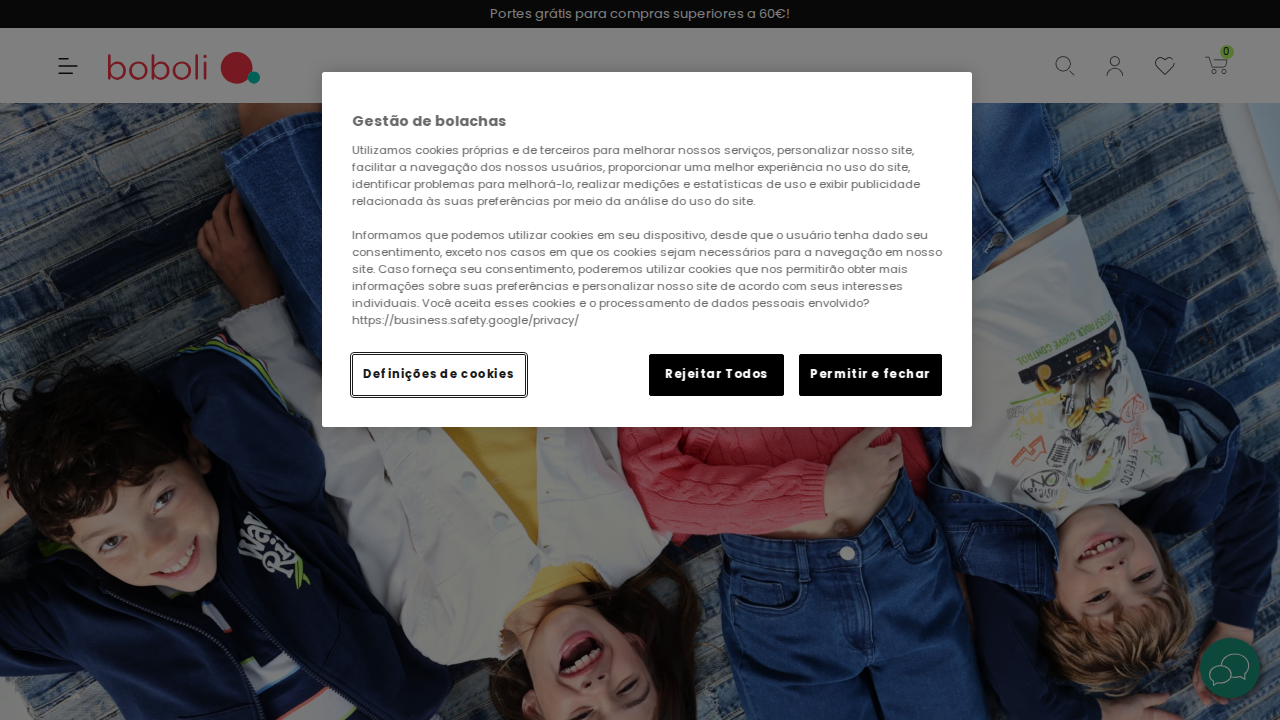 Portes grátis para compras superiores a 60€!
boboli
0
Gestão de bolachas
Utilizamos cookies próprias e de terceiros para melhorar nossos serviços, personalizar nosso site,
facilitar a navegação dos nossos usuários, proporcionar uma melhor experiência no uso do site,
identificar problemas para melhorá-lo, realizar medições e estatísticas de uso e exibir publicidade
relacionada às suas preferências por meio da análise do uso do site.
Informamos que podemos utilizar cookies em seu dispositivo, desde que o usuário tenha dado seu
consentimento, exceto nos casos em que os cookies sejam necessários para a navegação em nosso
site. Caso forneça seu consentimento, poderemos utilizar cookies que nos permitirão obter mais
informações sobre suas preferências e personalizar nosso site de acordo com seus interesses
individuais. Você aceita esses cookies e o processamento de dados pessoais envolvido?
https://business.safety.google/privacy/
Definições de cookies
Rejeitar Todos
Permitir e fechar